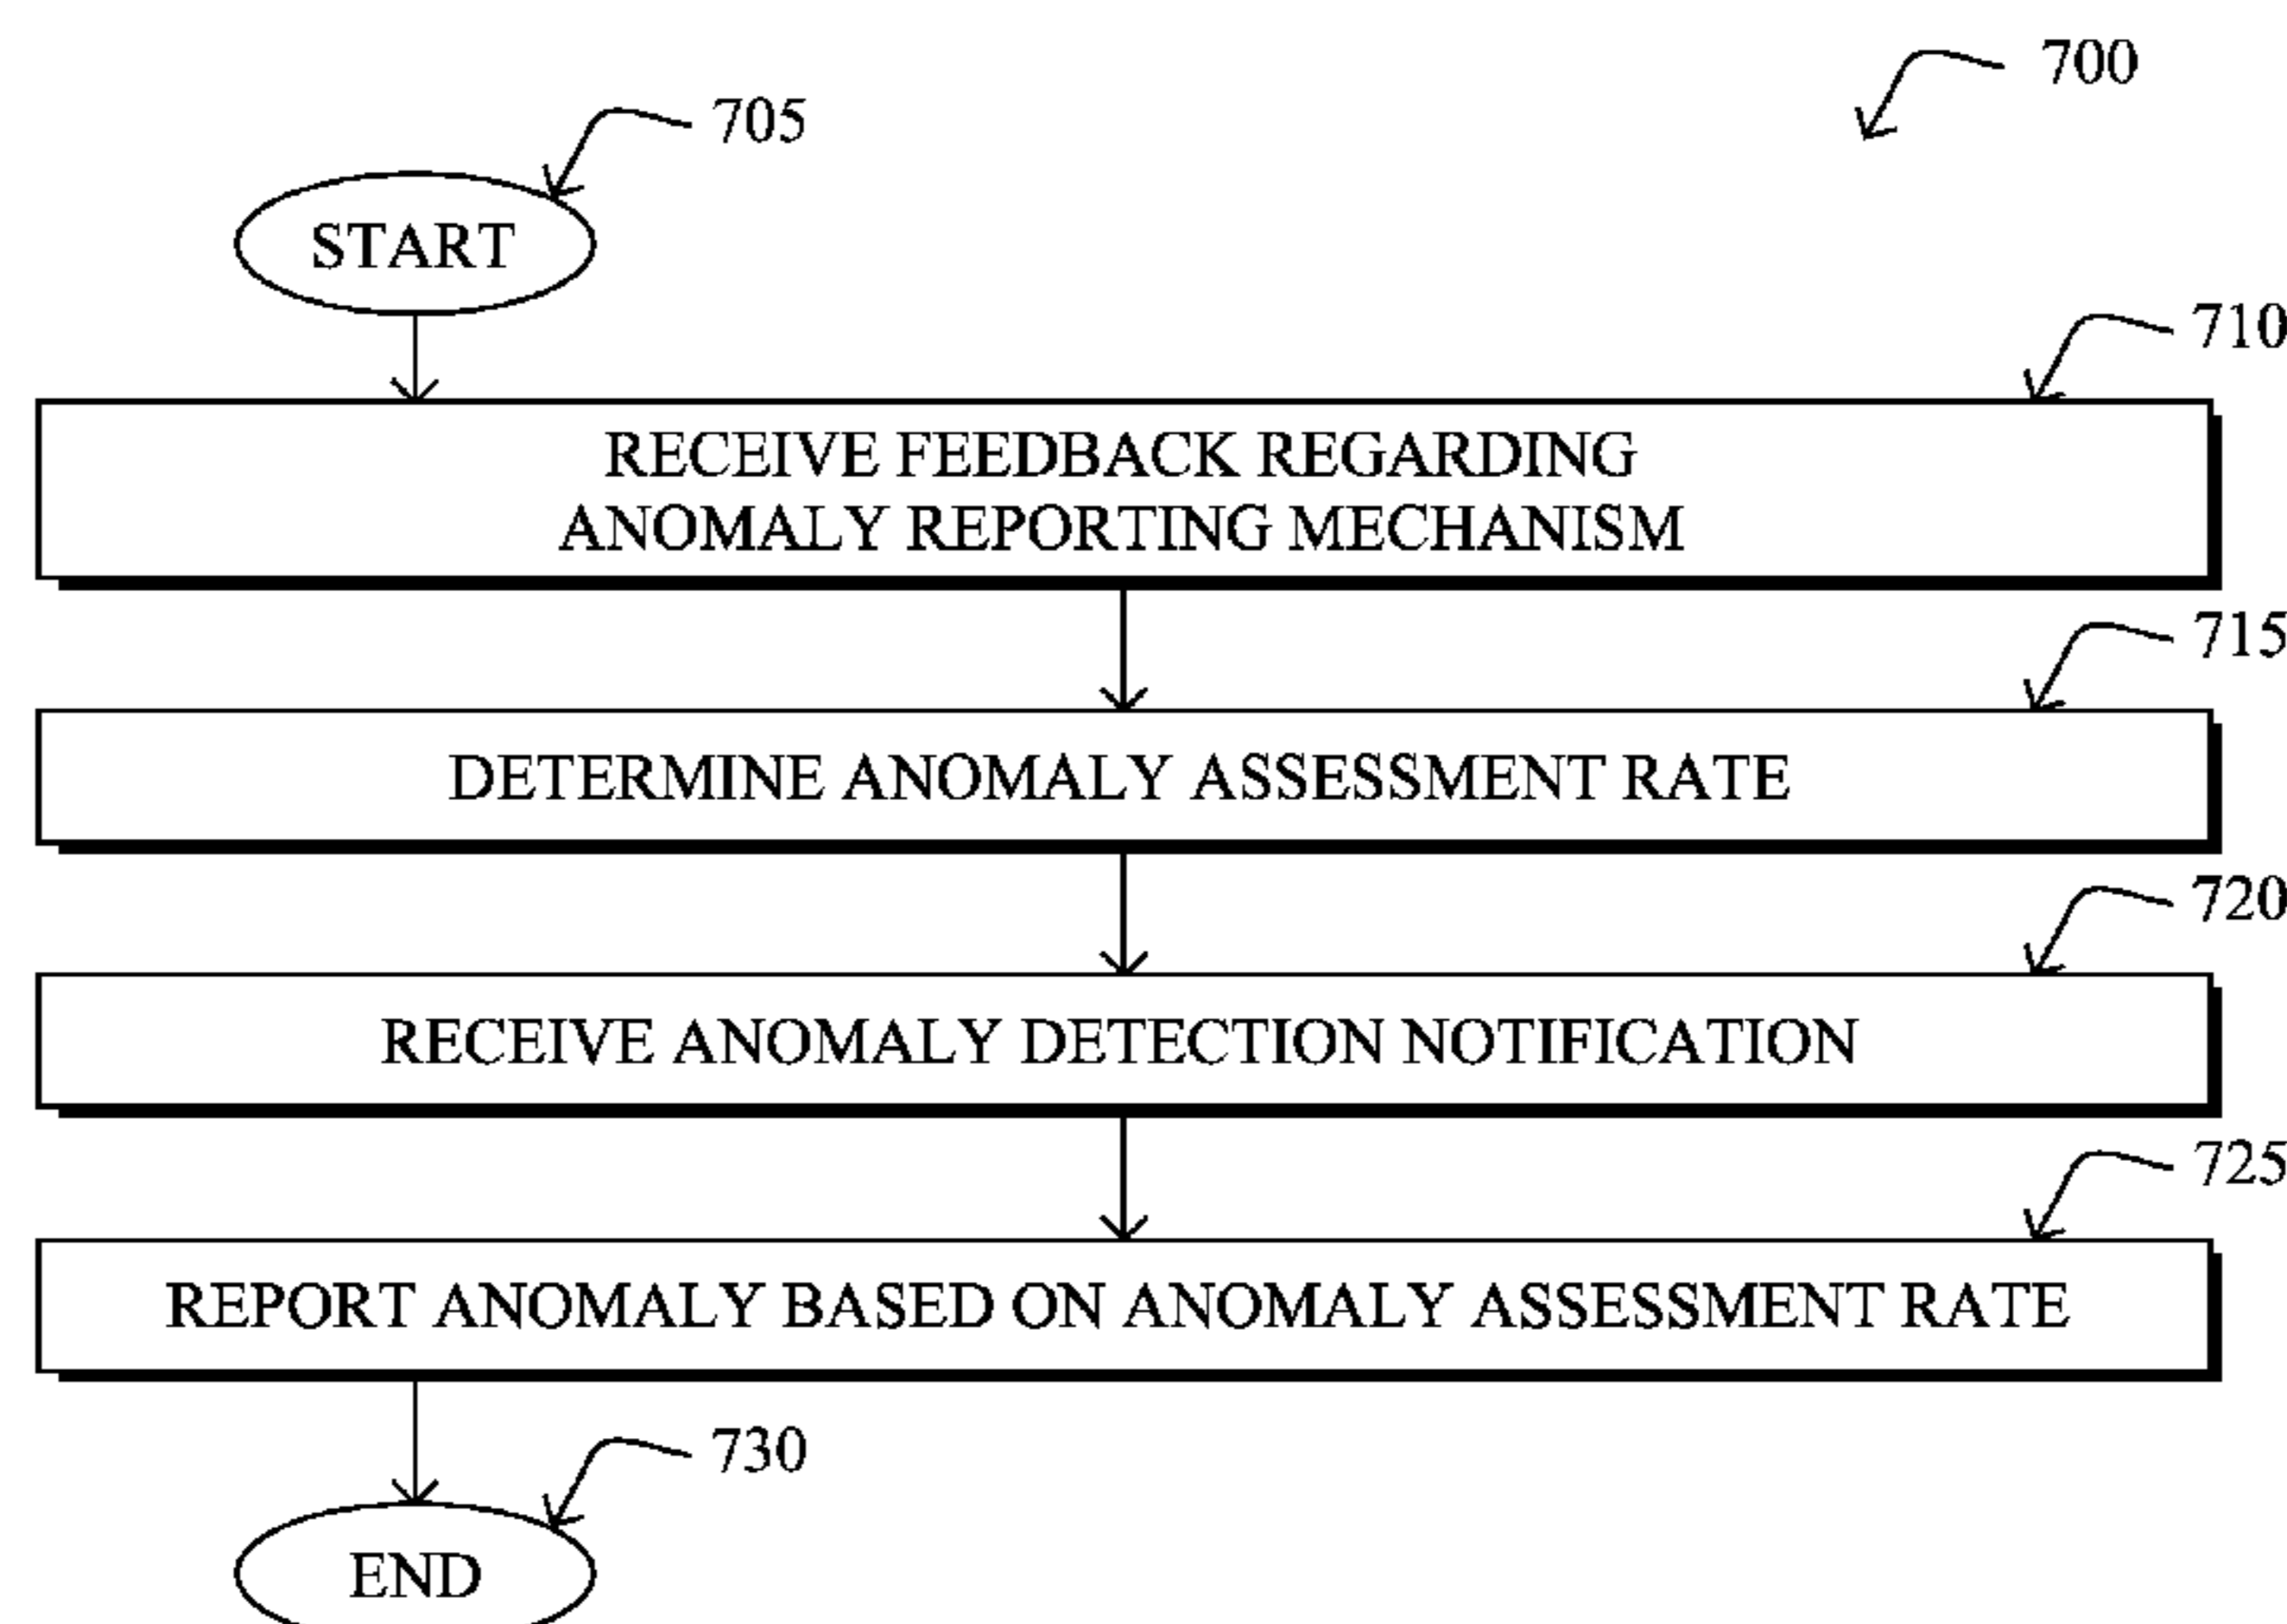 700
705
START
710
RECEIVE FEEDBACK REGARDING
ANOMALY REPORTING MECHANISM
715
DETERMINE ANOMALY ASSESSMENT RATE
720
RECEIVE ANOMALY DETECTION NOTIFICATION
725
REPORT ANOMALY BASED ON ANOMALY ASSESSMENT RATE
730
END